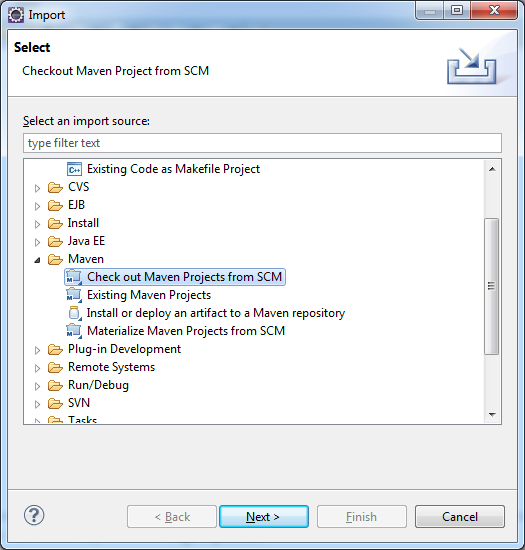 Import
Select
Checkout Maven Project from SCM
Select an import source:
type filter text
Existing Code as Makefile Project
CVS
EJB
Install
Java EE
Maven
Check out Maven Projects from SCM
Existing Maven Projects
Install or deploy an artifact to a Maven repository
Materialize Maven Projects from SCM
Plug-in Development
Remote Systems
Run/Debug
SVN
Tasks
< Back
Next >
Finish
Cancel